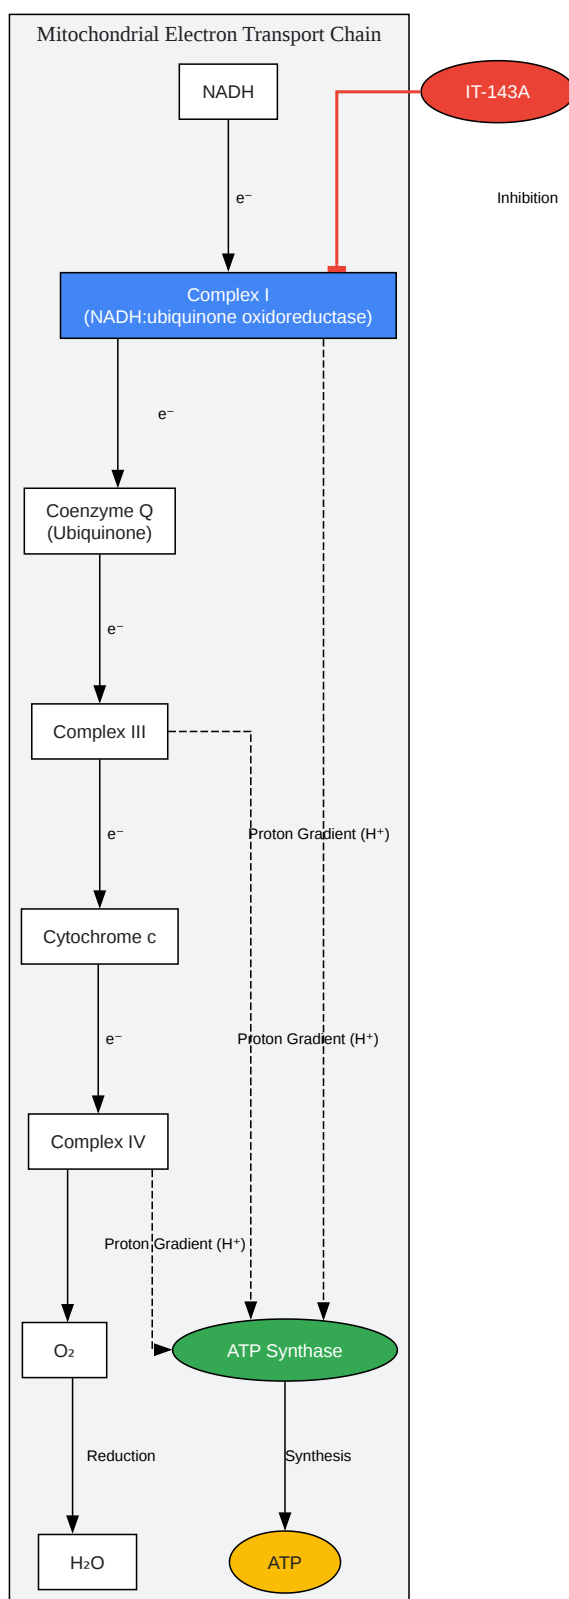 Mitochondrial Electron Transport Chain
NADH
IT-143A
e⁻
Inhibition
Complex I
(NADH:ubiquinone oxidoreductase)
e⁻
Coenzyme Q
(Ubiquinone)
e⁻
Complex III
e⁻
Proton Gradient (H⁺)
Cytochrome c
e⁻
Proton Gradient (H⁺)
Complex IV
Proton Gradient (H⁺)
O₂
ATP Synthase
Reduction
Synthesis
H₂O
ATP